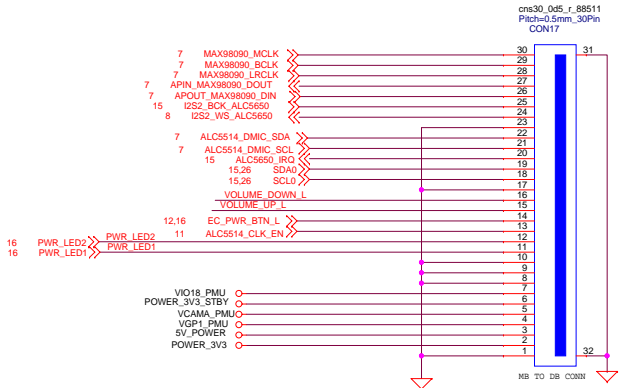 cns30_0d5_r_88511
Pitch=0.5mm_30Pin
CON17
7 MAX98090_MCLK 30 31
7 MAX98090_BCLK 29
7 MAX98090_LRCLK 28
7 APIN_MAX98090_DOUT 27
7 APOUT_MAX98090_DIN 26
15 I2S2_BCK_ALC5650 25
8 I2S2_WS_ALC5650 24
23
7 ALC5514_DMIC_SDA 22
7 ALC5514_DMIC_SCL 21
15 ALC5650_IRQ 20
15,26 SDA0 19
15,26 SCL0 18
17
VOLUME_DOWN_L 16
VOLUME_UP_L 15
12,16 EC_PWR_BTN_L 14
11 ALC5514_CLK_EN 13
16 PWR_LED2 PWR_LED2 12
16 PWR_LED1 PWR_LED1 11
10
9
8
VIO18_PMU 7
POWER_3V3_STBY 6
VCAMA_PMU 5
VGP1_PMU 4
5V_POWER 3
POWER_3V3 2
1 32
MB TO DB CONN